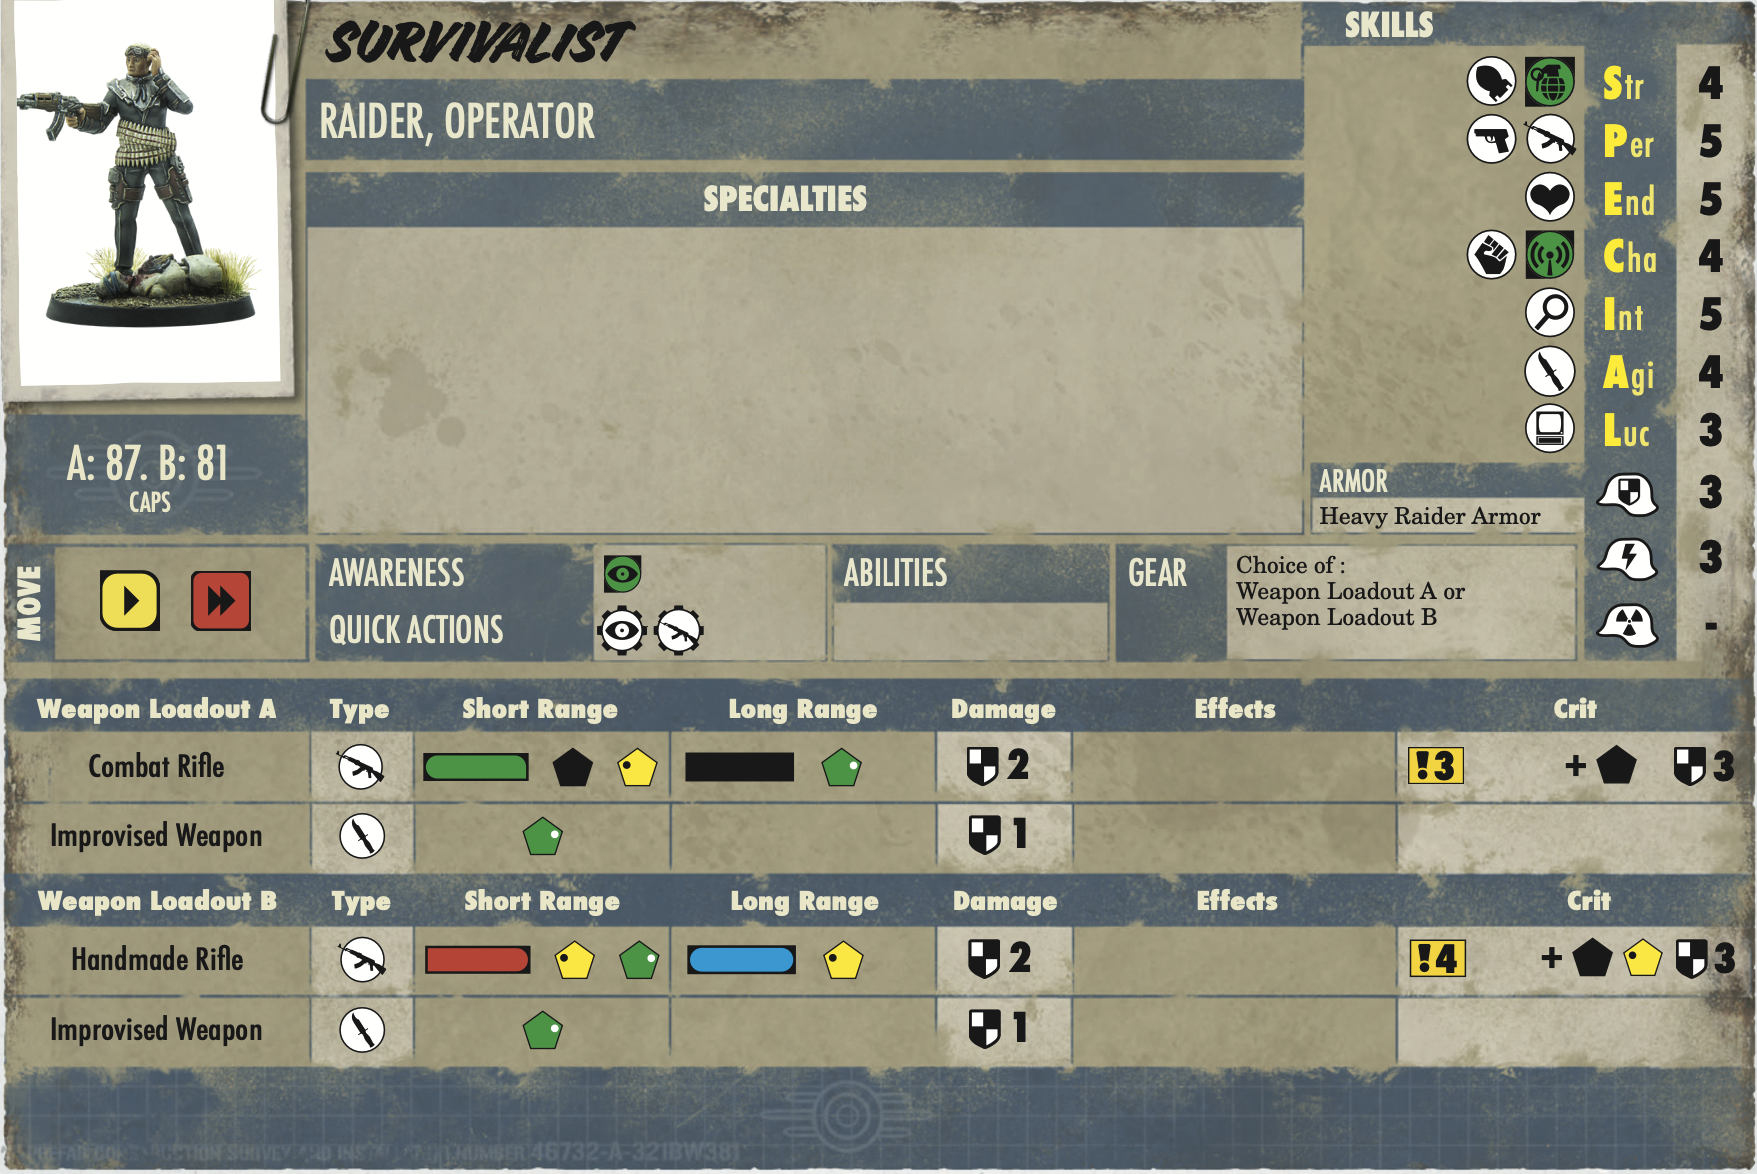 SURVIVALIST
RAIDER, OPERATOR
SPECIALTIES
SKILLS
Str 4
Per 5
End 5
Cha 4
Int 5
Agi 4
Luc 3
3
3
-
ARMOR
Heavy Raider Armor
A: 87. B: 81
CAPS
MOVE
AWARENESS
QUICK ACTIONS
ABILITIES
GEAR
Choice of :
Weapon Loadout A or
Weapon Loadout B
Weapon Loadout A Type Short Range Long Range Damage Effects Crit
Combat Rifle 2 !3 + 3
Improvised Weapon 1
Weapon Loadout B Type Short Range Long Range Damage Effects Crit
Handmade Rifle 2 !4 + 3
Improvised Weapon 1
NUMBER 46732-A-321BW381